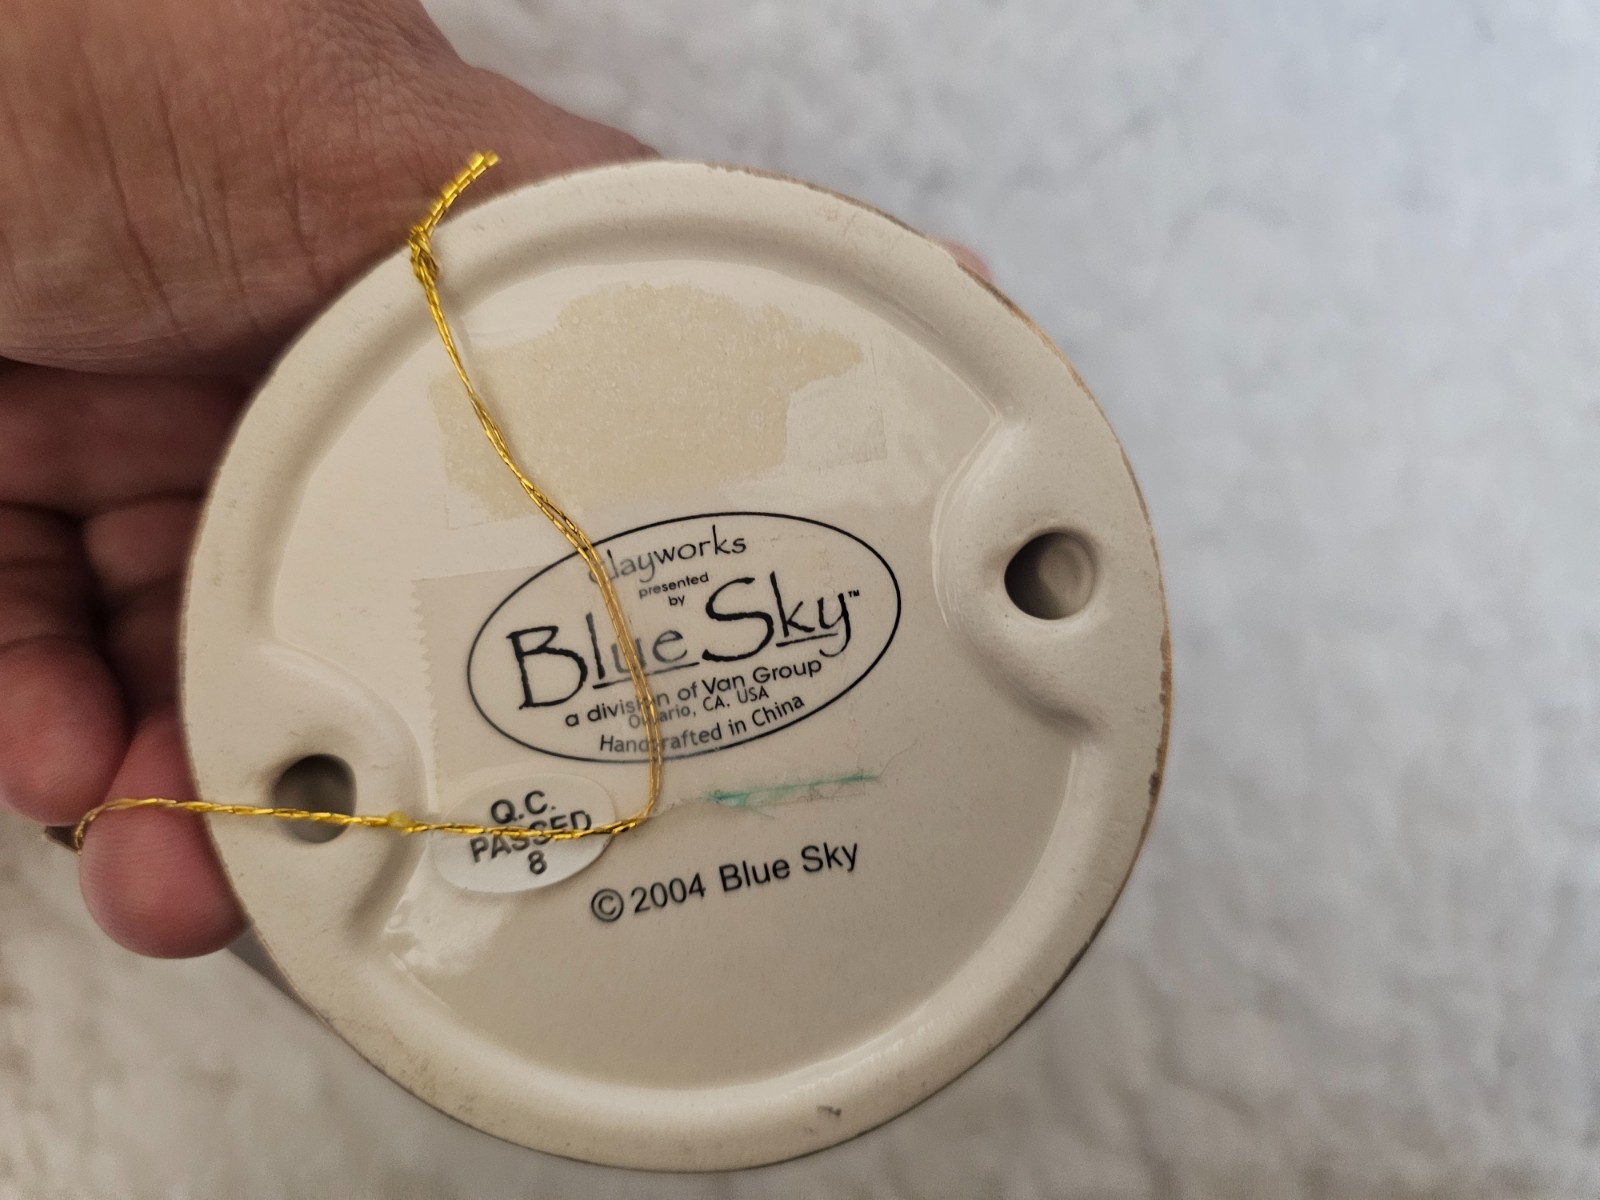 clayworks
presented
by
Blue Sky™
a division of Van Group
Ontario, CA. USA
Handcrafted in China
Q.C.
PASSED
8
© 2004 Blue Sky